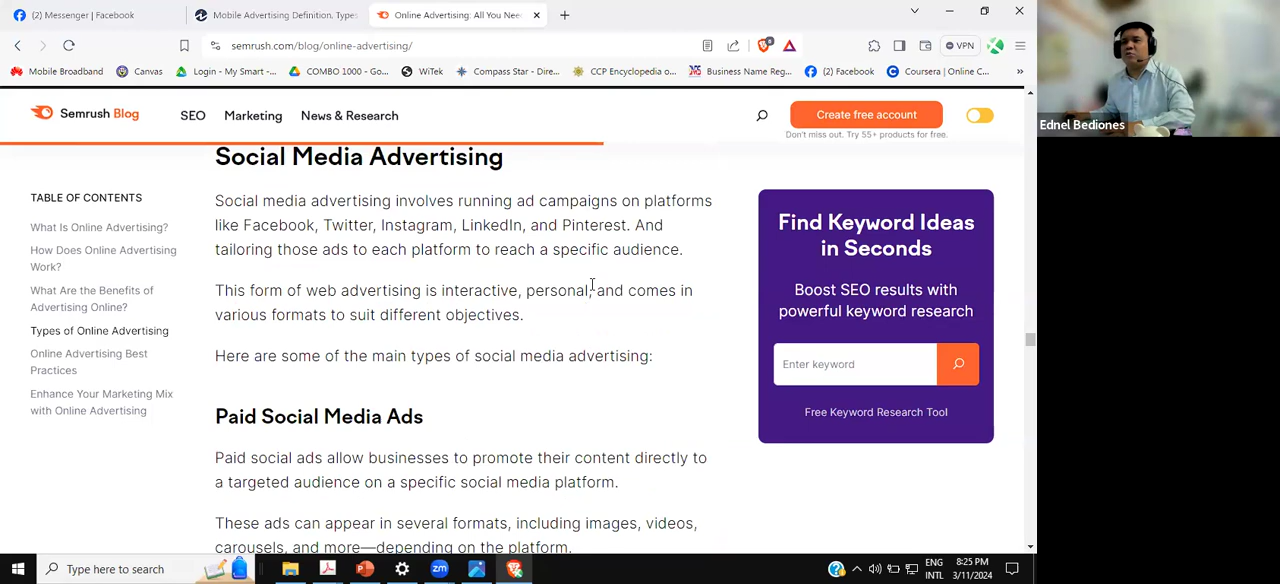 (2) Messenger | Facebook
Mobile Advertising Definition, Types
Online Advertising: All You Nee
semrush.com/blog/online-advertising/
VPN
Mobile Broadband
Canvas
Login - My Smart -...
COMBO 1000 - Go...
WiTek
Compass Star - Dire...
CCP Encyclopedia o...
Business Name Reg...
(2) Facebook
Coursera | Online C...
»
Semrush Blog
SEO
Marketing
News & Research
Create free account
Don't miss out. Try 55+ products for free.
Ednel Bediones
TABLE OF CONTENTS
What Is Online Advertising?
How Does Online Advertising
Work?
What Are the Benefits of
Advertising Online?
Types of Online Advertising
Online Advertising Best
Practices
Enhance Your Marketing Mix
with Online Advertising
Social Media Advertising
Social media advertising involves running ad campaigns on platforms
like Facebook, Twitter, Instagram, LinkedIn, and Pinterest. And
tailoring those ads to each platform to reach a specific audience.
This form of web advertising is interactive, personal, and comes in
various formats to suit different objectives.
Here are some of the main types of social media advertising:
Paid Social Media Ads
Paid social ads allow businesses to promote their content directly to
a targeted audience on a specific social media platform.
These ads can appear in several formats, including images, videos,
carousels, and more—depending on the platform.
Find Keyword Ideas
in Seconds
Boost SEO results with
powerful keyword research
Enter keyword
Free Keyword Research Tool
Type here to search
zm
ENG
INTL
8:25 PM
3/11/2024